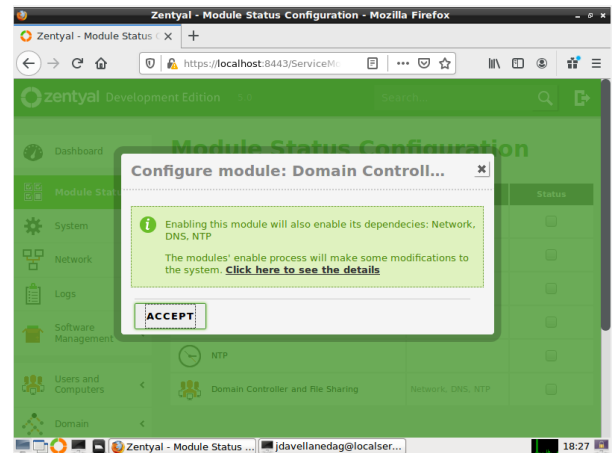 Zentyal - Module Status Configuration - Mozilla Firefox
Zentyal - Module Status C
https://localhost:8443/ServiceMo
zentyal Development Edition 6.0
Search...
Module Status Configuration
Dashboard
Configure module: Domain Controll...
Module Stat
Status
Enabling this module will also enable its dependecies: Network,
DNS, NTP
System
The modules' enable process will make some modifications to
the system. Click here to see the details
Network
Logs
ACCEPT
Software
Management
NTP
Users and
Computers
Domain Controller and File Sharing
Network, DNS, NTP
Domain
Zentyal - Module Status ...
jdavellanedag@localser...
18:27